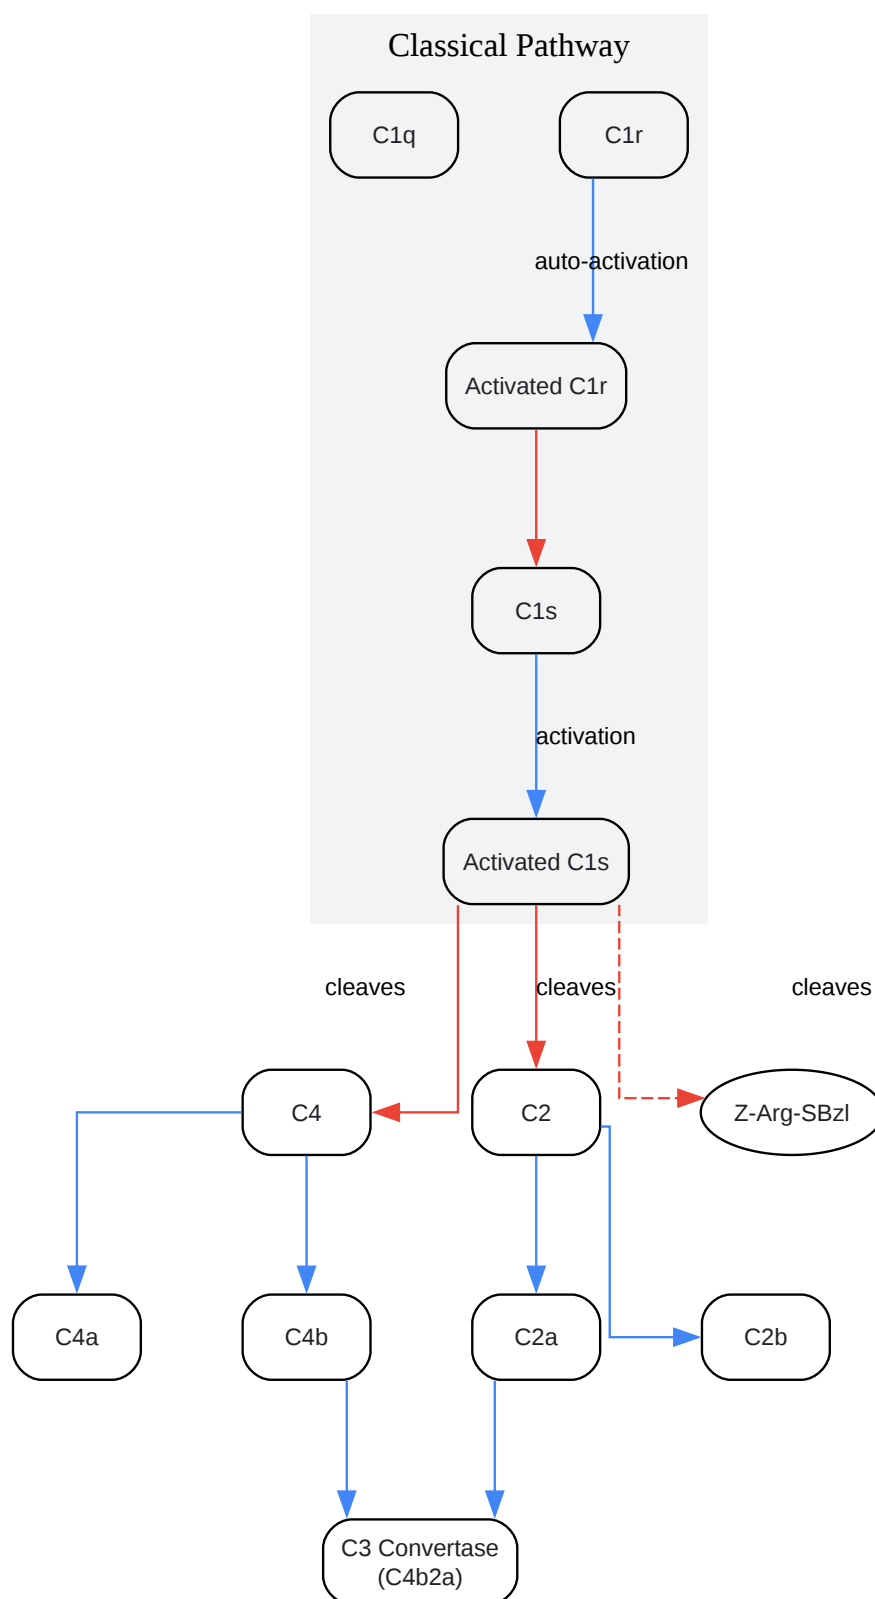 Classical Pathway
C1q
C1r
auto-activation
Activated C1r
C1s
activation
Activated C1s
cleaves
cleaves
cleaves
C4
C2
Z-Arg-SBzl
C4a
C4b
C2a
C2b
C3 Convertase
(C4b2a)